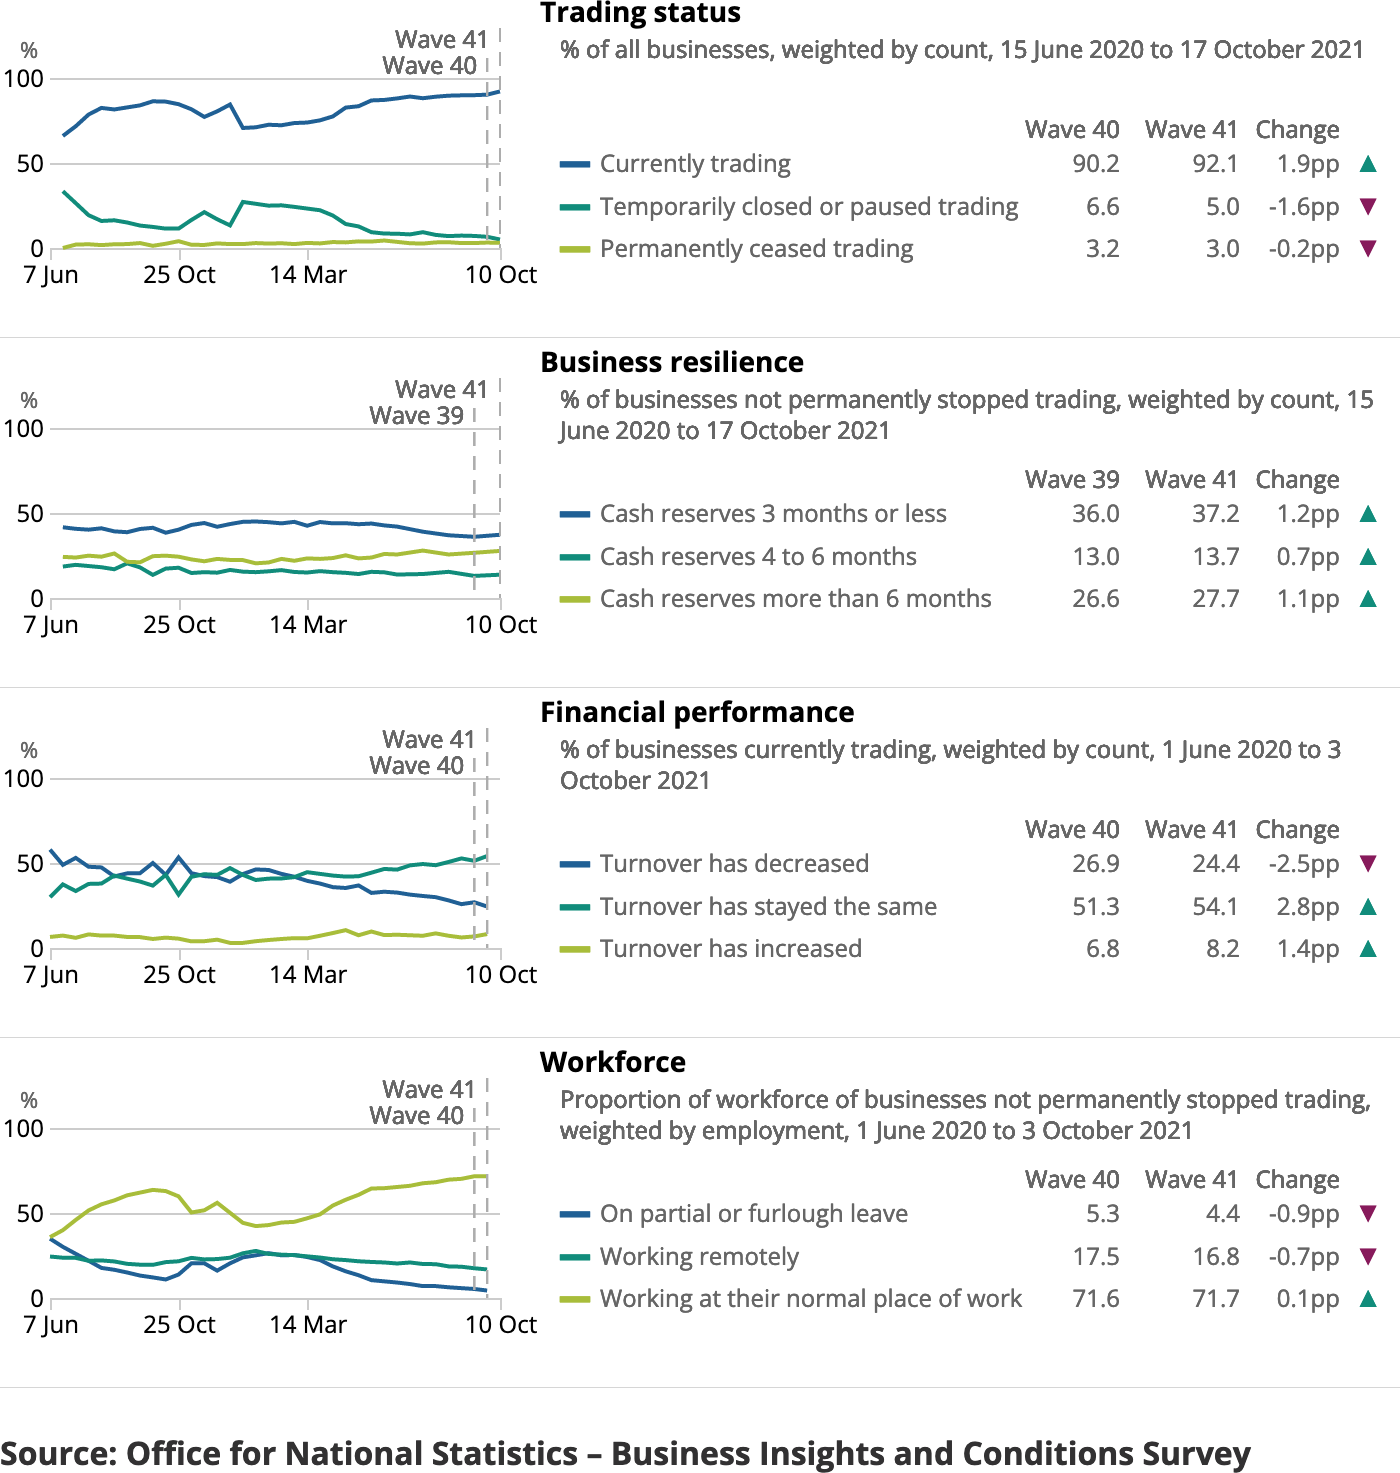 Trading status
% of all businesses, weighted by count, 15 June 2020 to 17 October 2021
Wave 41
Wave 40
%
100
50
0
7 Jun 25 Oct 14 Mar 10 Oct
Wave 40 Wave 41 Change
Currently trading 90.2 92.1 1.9pp ▲
Temporarily closed or paused trading 6.6 5.0 -1.6pp ▼
Permanently ceased trading 3.2 3.0 -0.2pp ▼
Business resilience
% of businesses not permanently stopped trading, weighted by count, 15
June 2020 to 17 October 2021
Wave 41
Wave 39
%
100
50
0
7 Jun 25 Oct 14 Mar 10 Oct
Wave 39 Wave 41 Change
Cash reserves 3 months or less 36.0 37.2 1.2pp ▲
Cash reserves 4 to 6 months 13.0 13.7 0.7pp ▲
Cash reserves more than 6 months 26.6 27.7 1.1pp ▲
Financial performance
% of businesses currently trading, weighted by count, 1 June 2020 to 3
October 2021
Wave 41
Wave 40
%
100
50
0
7 Jun 25 Oct 14 Mar 10 Oct
Wave 40 Wave 41 Change
Turnover has decreased 26.9 24.4 -2.5pp ▼
Turnover has stayed the same 51.3 54.1 2.8pp ▲
Turnover has increased 6.8 8.2 1.4pp ▲
Workforce
Proportion of workforce of businesses not permanently stopped trading,
weighted by employment, 1 June 2020 to 3 October 2021
Wave 41
Wave 40
%
100
50
0
7 Jun 25 Oct 14 Mar 10 Oct
Wave 40 Wave 41 Change
On partial or furlough leave 5.3 4.4 -0.9pp ▼
Working remotely 17.5 16.8 -0.7pp ▼
Working at their normal place of work 71.6 71.7 0.1pp ▲
Source: Office for National Statistics – Business Insights and Conditions Survey